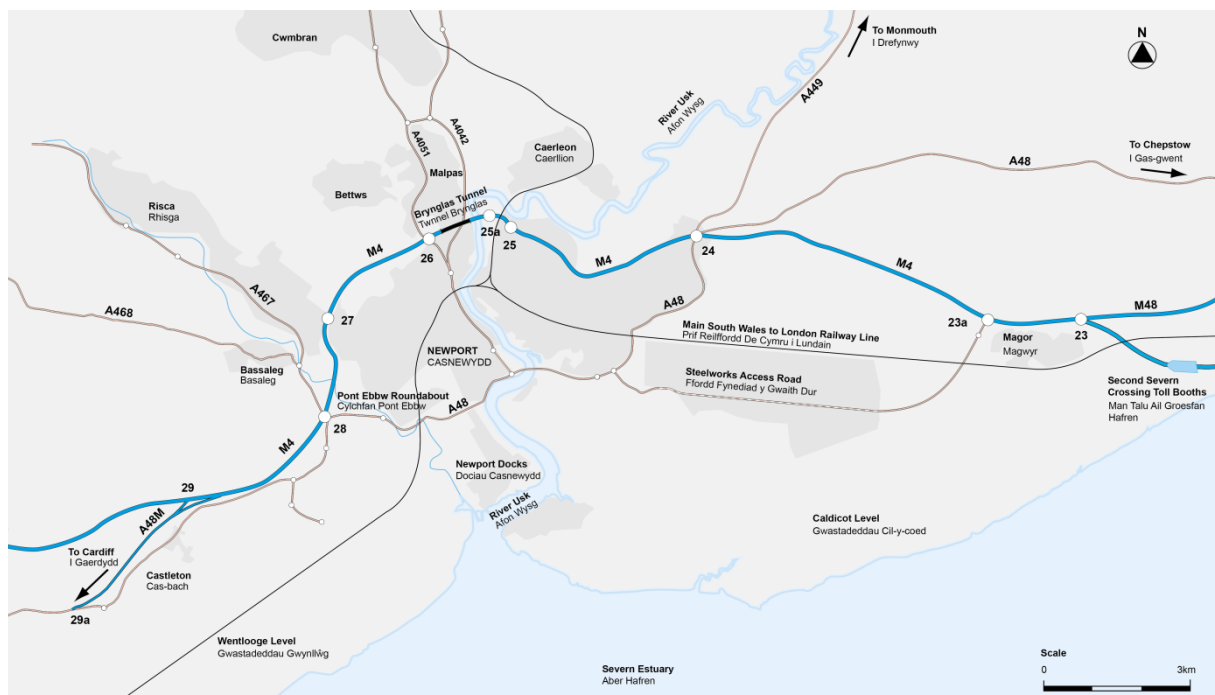 Cwmbran
To Monmouth
I Drefynwy
N
A449
River Usk
Afon Wysg
A4051
A4042
Caerleon
Caerllion
To Chepstow
I Gas-gwent
A48
Malpas
Bettws
Brynglas Tunnel
Twnnel Brynglas
Risca
Rhisga
25a
25
26
24
M4
M4
M4
M48
A467
A468
A48
27
23a
23
Main South Wales to London Railway Line
Prif Reilffordd De Cymru i Lundain
Magor
Magwyr
NEWPORT
CASNEWYDD
Bassaleg
Basaleg
Steelworks Access Road
Ffordd Fynediad y Gwaith Dur
Second Severn
Crossing Toll Booths
Man Talu Ail Groesfan
Hafren
Pont Ebbw Roundabout
Cylchfan Pont Ebbw
A48
28
M4
Newport Docks
Dociau Casnewydd
29
River Usk
Afon Wysg
A48M
Caldicot Level
Gwastadeddau Cil-y-coed
To Cardiff
I Gaerdydd
Castleton
Cas-bach
29a
Wentlooge Level
Gwastadeddau Gwynllŵg
Severn Estuary
Aber Hafren
Scale
0
3km